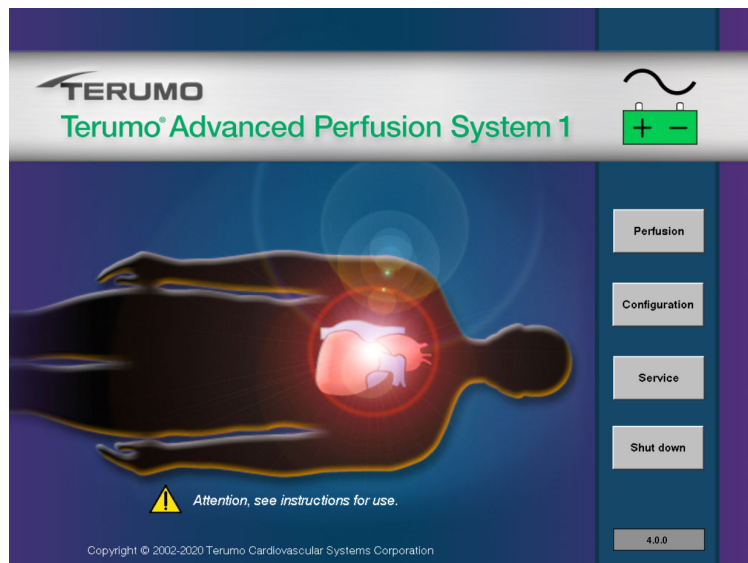 TERUMO
Terumo® Advanced Perfusion System 1
+ −
Perfusion
Configuration
Service
Shut down
! Attention, see instructions for use.
4.0.0
Copyright © 2002-2020 Terumo Cardiovascular Systems Corporation